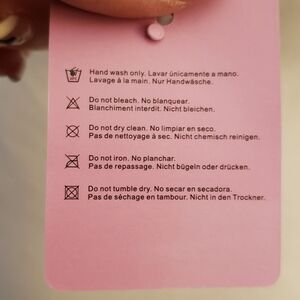 Hand wash only. Lavar únicamente a mano.
Lavage à la main. Nur Handwäsche.
Do not bleach. No blanquear.
Blanchiment interdit. Nicht bleichen.
Do not dry clean. No limpiar en seco.
Pas de nettoyage à sec. Nicht chemisch reinigen.
Do not iron. No planchar.
Pas de repassage. Nicht bügeln oder drücken.
Do not tumble dry. No secar en secadora.
Pas de séchage en tambour. Nicht in den Trockner.